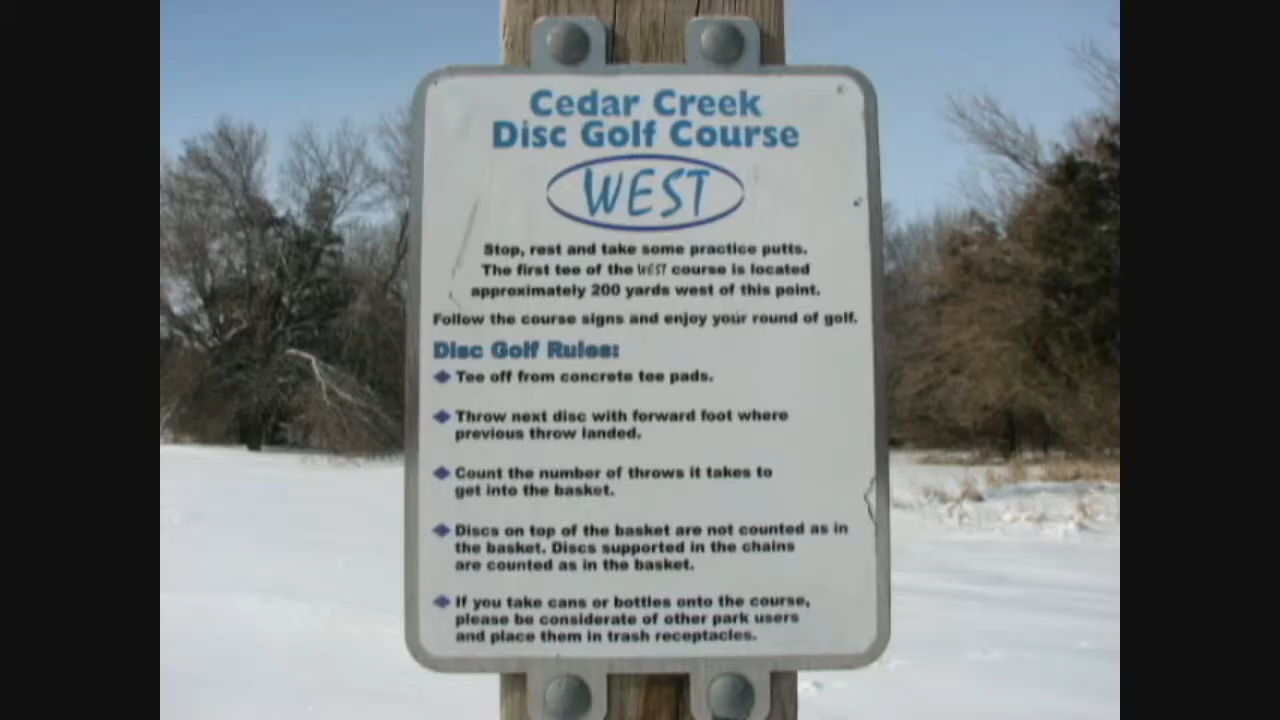 Cedar Creek
Disc Golf Course
WEST
Stop, rest and take some practice putts.
The first tee of the WEST course is located
approximately 200 yards west of this point.
Follow the course signs and enjoy your round of golf.
Disc Golf Rules:
Tee off from concrete tee pads.
Throw next disc with forward foot where
previous throw landed.
Count the number of throws it takes to
get into the basket.
Discs on top of the basket are not counted as in
the basket. Discs supported in the chains
are counted as in the basket.
If you take cans or bottles onto the course,
please be considerate of other park users
and place them in trash receptacles.